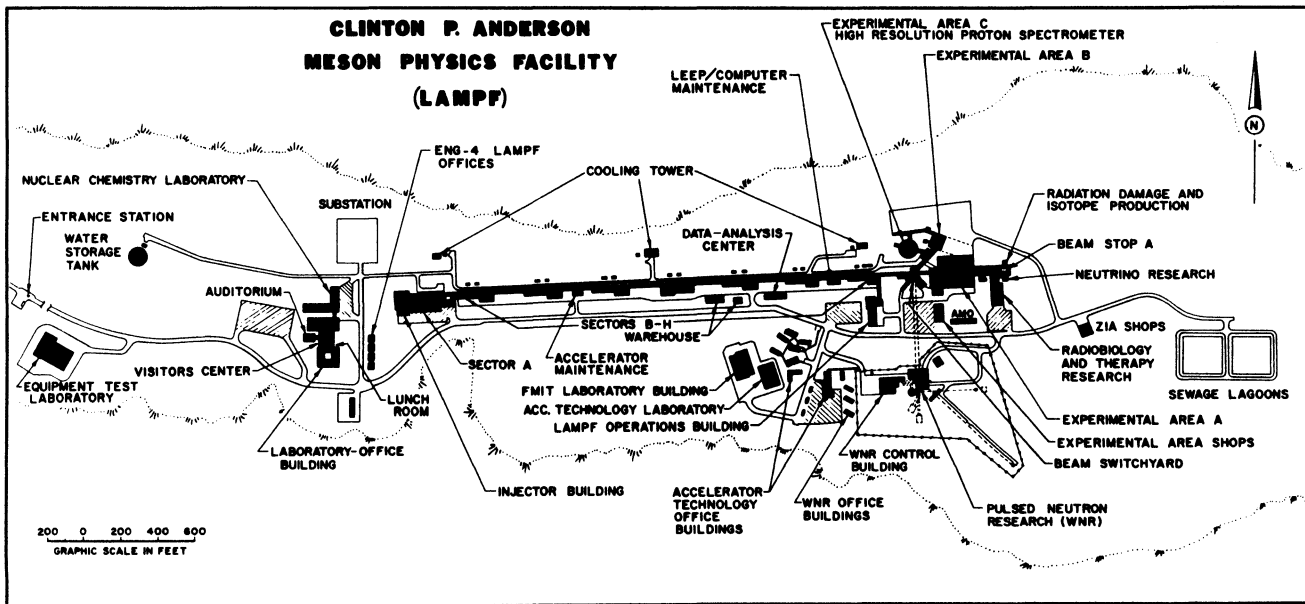 CLINTON P. ANDERSON
MESON PHYSICS FACILITY
(LAMPF)
EXPERIMENTAL AREA C
HIGH RESOLUTION PROTON SPECTROMETER
EXPERIMENTAL AREA B
LEEP/COMPUTER
MAINTENANCE
N
ENG-4 LAMPF
OFFICES
NUCLEAR CHEMISTRY LABORATORY
COOLING TOWER
RADIATION DAMAGE AND
ISOTOPE PRODUCTION
SUBSTATION
ENTRANCE STATION
WATER
STORAGE
TANK
DATA-ANALYSIS
CENTER
BEAM STOP A
NEUTRINO RESEARCH
AUDITORIUM
AMO
SECTORS B-H
WAREHOUSE
ZIA SHOPS
VISITORS CENTER
SECTOR A
ACCELERATOR
MAINTENANCE
RADIOBIOLOGY
AND THERAPY
RESEARCH
EQUIPMENT TEST
LABORATORY
LUNCH
ROOM
FMIT LABORATORY BUILDING
SEWAGE LAGOONS
ACC. TECHNOLOGY LABORATORY
LAMPF OPERATIONS BUILDING
EXPERIMENTAL AREA A
EXPERIMENTAL AREA SHOPS
BEAM SWITCHYARD
LABORATORY-OFFICE
BUILDING
WNR CONTROL
BUILDING
INJECTOR BUILDING
ACCELERATOR
TECHNOLOGY
OFFICE
BUILDINGS
WNR OFFICE
BUILDINGS
PULSED NEUTRON
RESEARCH (WNR)
200 0 200 400 600
GRAPHIC SCALE IN FEET